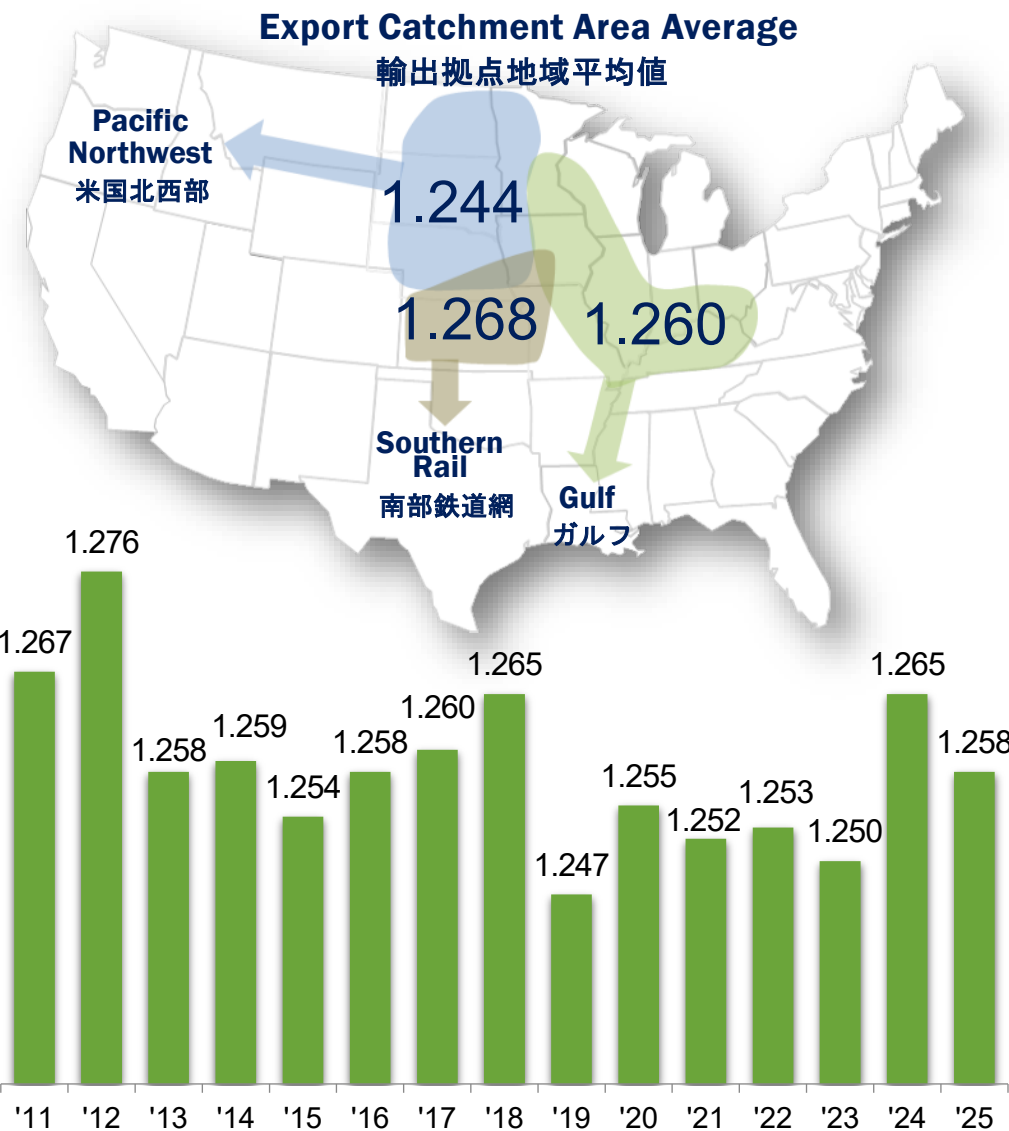 Export Catchment Area Average
輸出拠点地域平均値
Pacific
Northwest
米国北西部
1.244
1.268
1.260
Southern
Rail
南部鉄道網
Gulf
ガルフ
1.267
1.276
1.258
1.259
1.254
1.258
1.260
1.265
1.247
1.255
1.252
1.253
1.250
1.265
1.258
'11 '12 '13 '14 '15 '16 '17 '18 '19 '20 '21 '22 '23 '24 '25